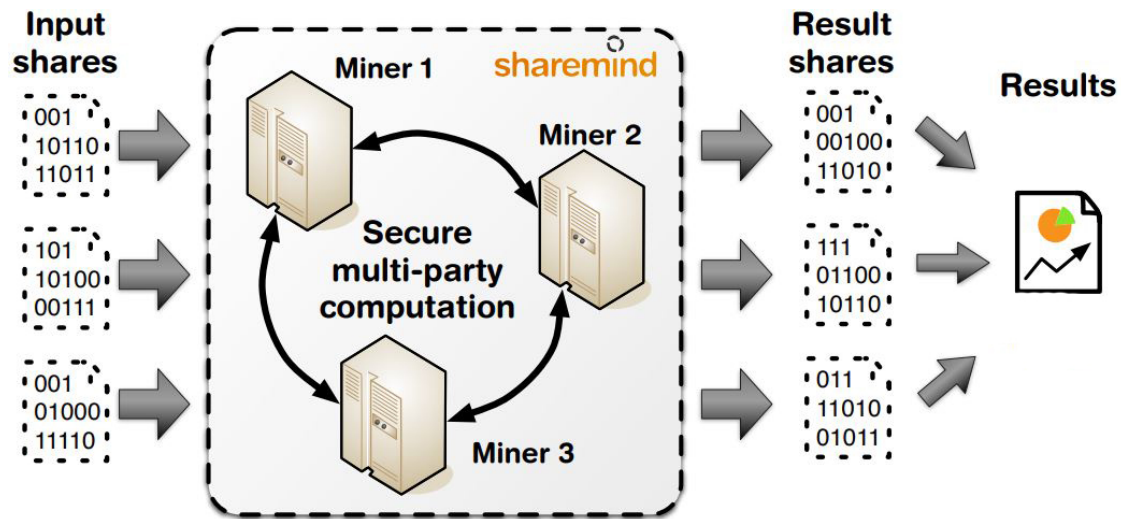 Input
shares
001
10110
11011
101
10100
00111
001
01000
11110
Miner 1
sharemind
Miner 2
Secure
multi-party
computation
Miner 3
Result
shares
001
00100
11010
111
01100
10110
011
11010
01011
Results